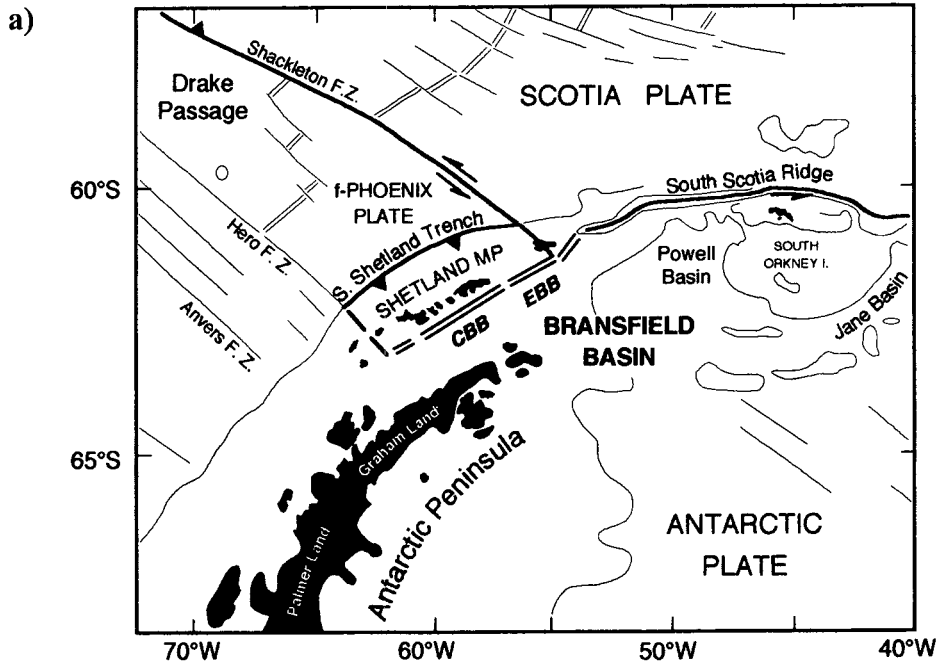 a)
Shackleton F.Z.
Drake
Passage
SCOTIA PLATE
60°S
f-PHOENIX
PLATE
South Scotia Ridge
Hero F.Z.
S. Shetland Trench
SHETLAND MP
Powell
Basin
SOUTH
ORKNEY I.
Anvers F.Z.
CBB
EBB
BRANSFIELD
BASIN
Jane Basin
65°S
Graham Land
Palmer Land
Antarctic Peninsula
ANTARCTIC
PLATE
70°W
60°W
50°W
40°W